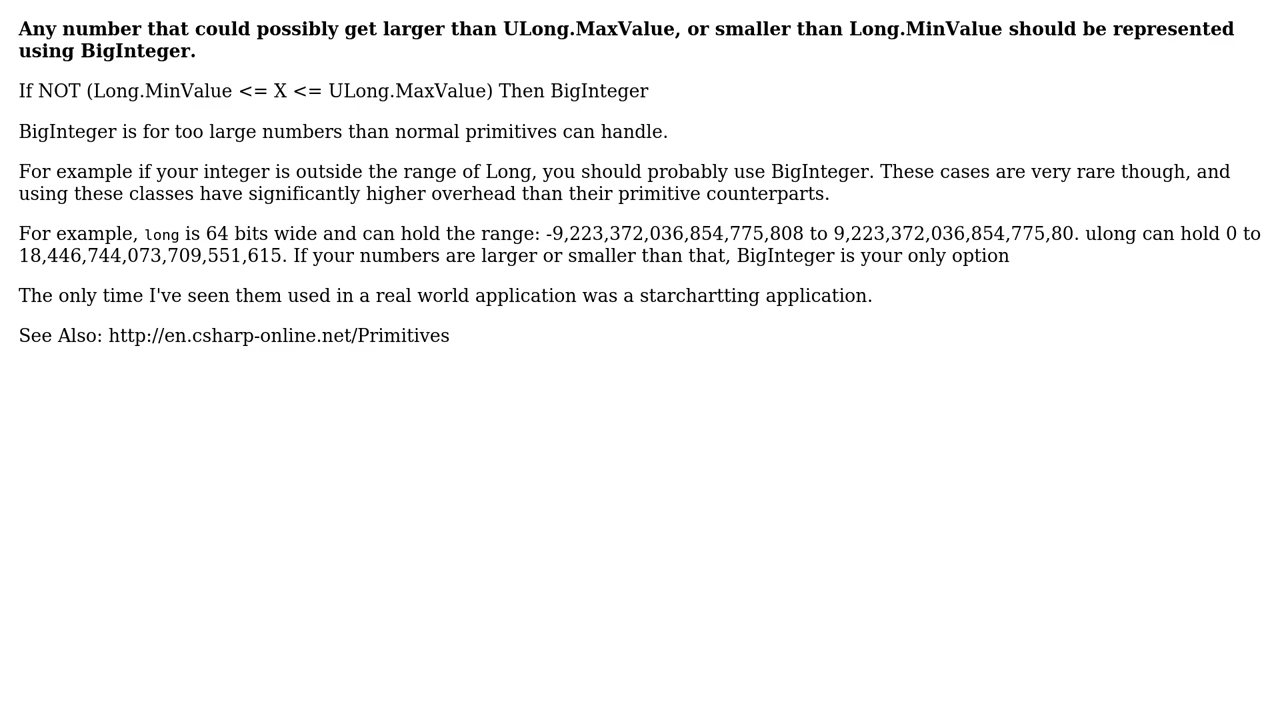 Any number that could possibly get larger than ULong.MaxValue, or smaller than Long.MinValue should be represented
using BigInteger.
If NOT (Long.MinValue <= X <= ULong.MaxValue) Then BigInteger
BigInteger is for too large numbers than normal primitives can handle.
For example if your integer is outside the range of Long, you should probably use BigInteger. These cases are very rare though, and
using these classes have significantly higher overhead than their primitive counterparts.
For example, long is 64 bits wide and can hold the range: -9,223,372,036,854,775,808 to 9,223,372,036,854,775,80. ulong can hold 0 to
18,446,744,073,709,551,615. If your numbers are larger or smaller than that, BigInteger is your only option
The only time I've seen them used in a real world application was a starchartting application.
See Also: http://en.csharp-online.net/Primitives